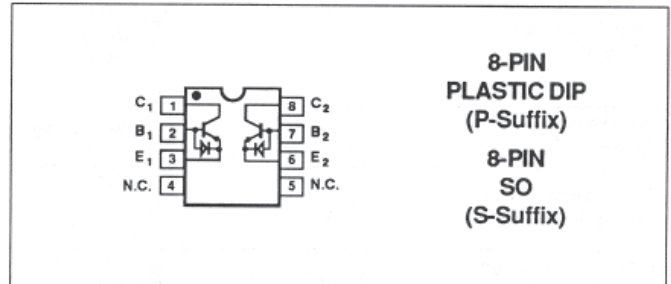 C1 1 8 C2
B1 2 7 B2
E1 3 6 E2
N.C. 4 5 N.C.
8-PIN
PLASTIC DIP
(P-Suffix)
8-PIN
SO
(S-Suffix)